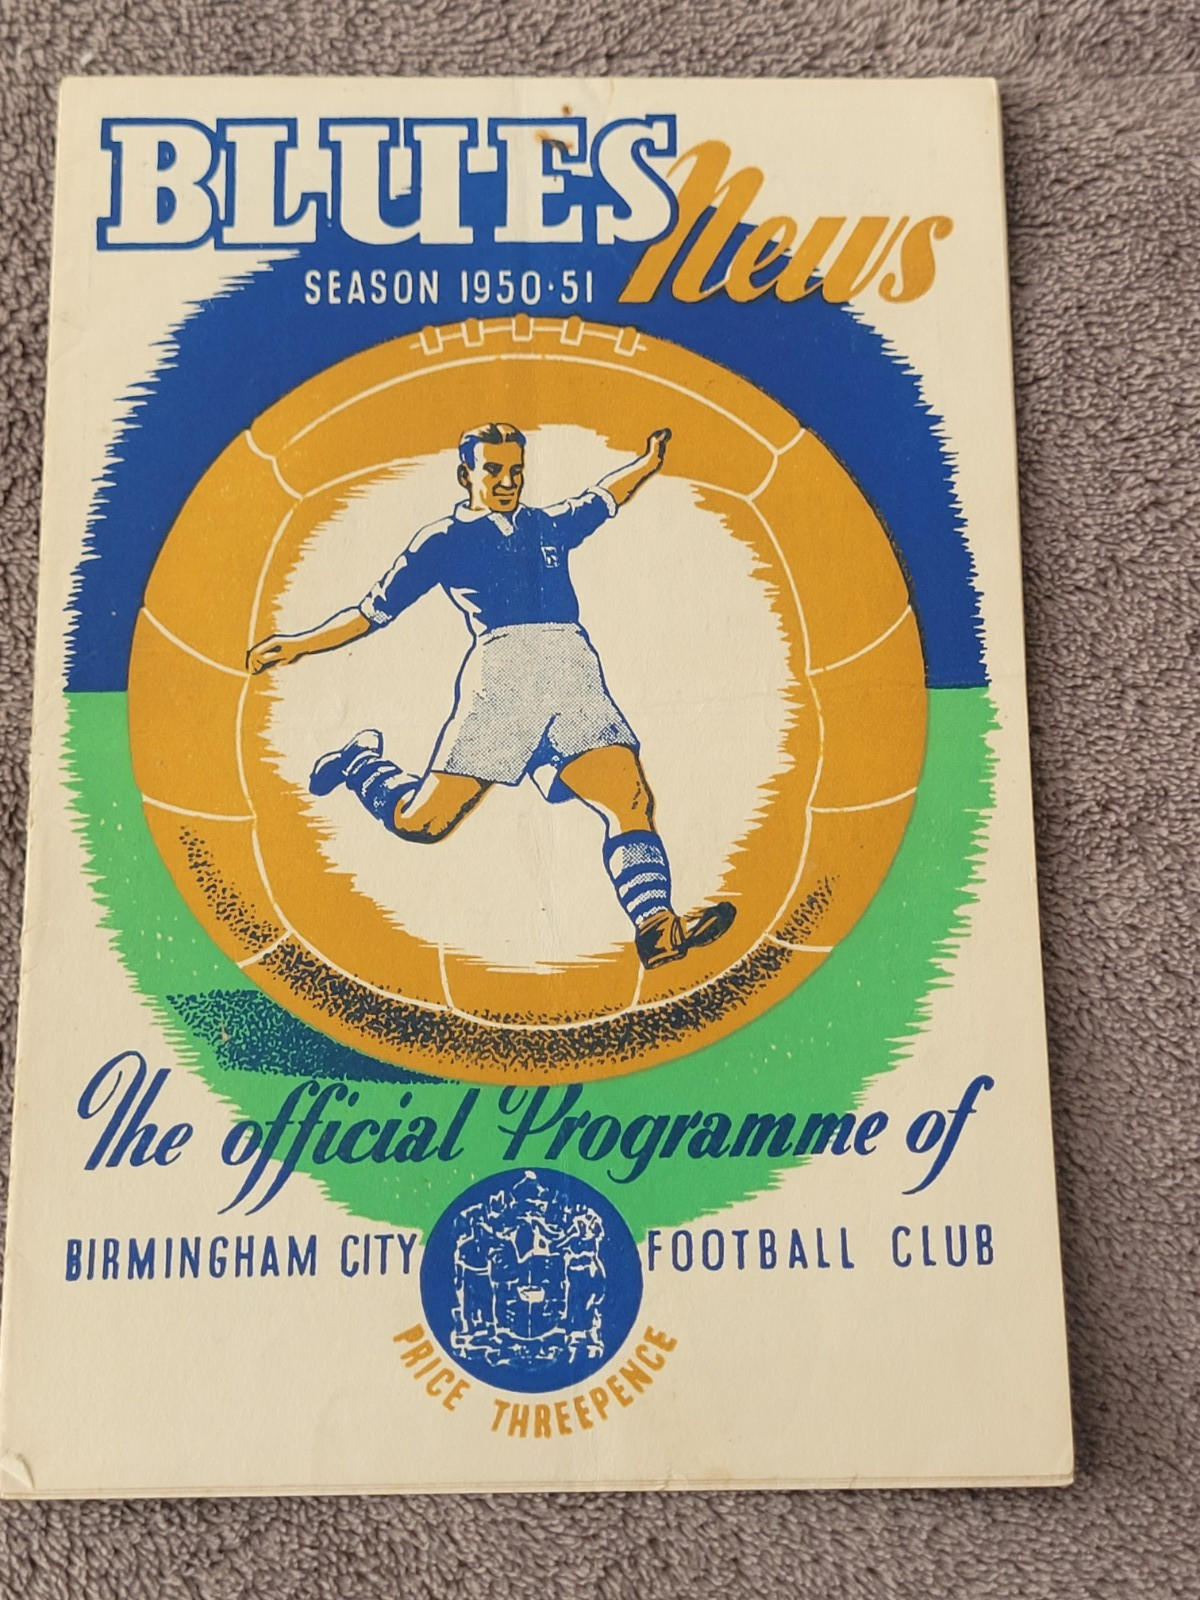 BLUES News
SEASON 1950·51
The official Programme of
BIRMINGHAM CITY FOOTBALL CLUB
PRICE THREEPENCE